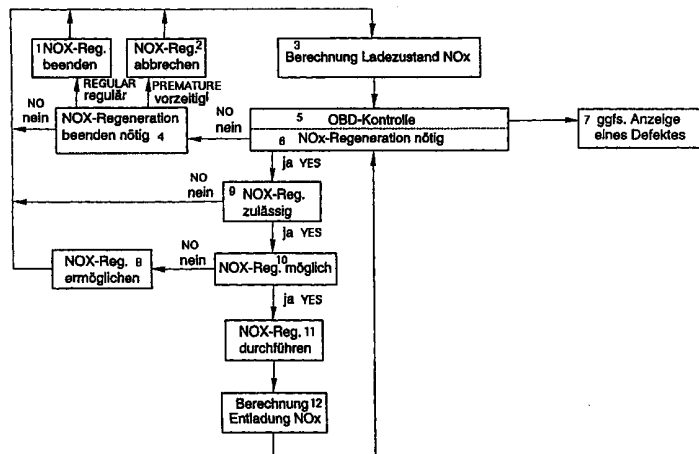 1 NOX-Reg.
beenden
NOX-Reg. 2
abbrechen
3
Berechnung Ladezustand NOx
REGULAR
regulär
PREMATURE
vorzeitigl
NO
nein
NOX-Regeneration
beenden nötig 4
NO
nein
5 OBD-Kontrolle
6 NOx-Regeneration nötig
7 ggfs. Anzeige
eines Defektes
ja YES
NO
nein
9 NOX-Reg.
zulässig
ja YES
NOX-Reg. 8
ermöglichen
NO
nein
10
NOX-Reg. möglich
ja YES
NOX-Reg. 11
durchführen
Berechnung 12
Entladung NOx